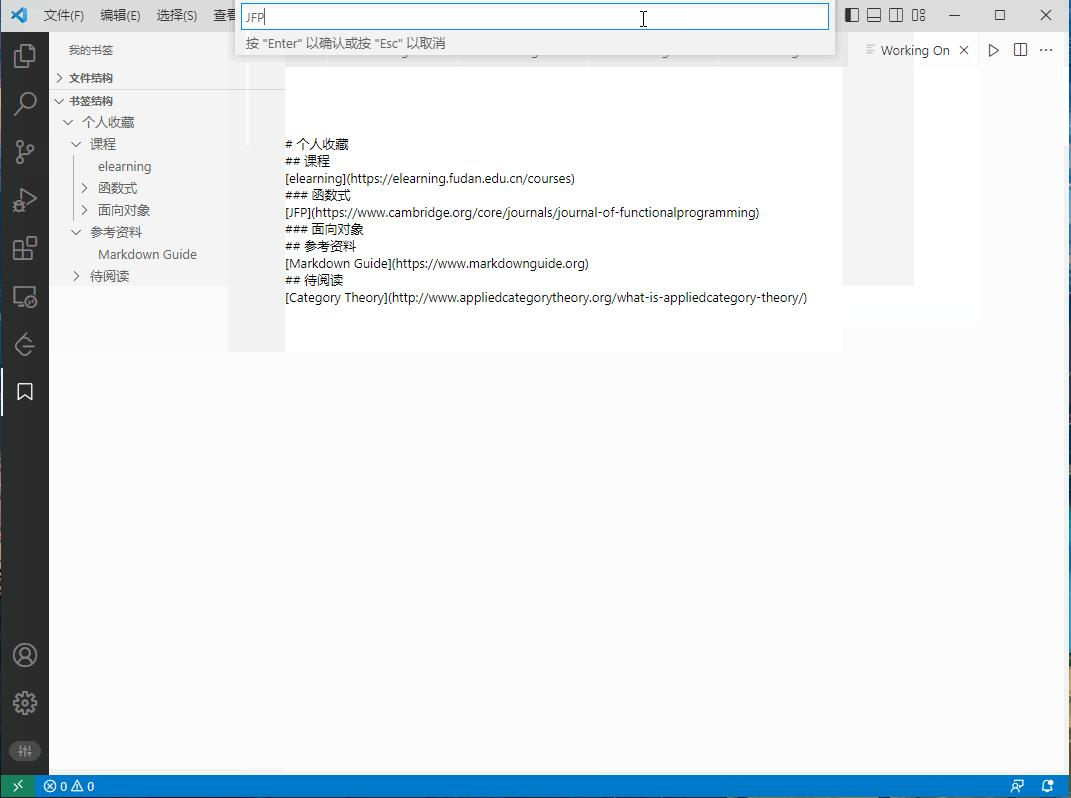 文件(F) 编辑(E) 选择(S) 查看
JFP
按 "Enter" 以确认或按 "Esc" 以取消
Working On
我的书签
文件结构
书签结构
个人收藏
课程
elearning
函数式
面向对象
参考资料
Markdown Guide
待阅读
# 个人收藏
## 课程
[elearning](https://elearning.fudan.edu.cn/courses)
### 函数式
[JFP](https://www.cambridge.org/core/journals/journal-of-functionalprogramming)
### 面向对象
## 参考资料
[Markdown Guide](https://www.markdownguide.org)
## 待阅读
[Category Theory](http://www.appliedcategorytheory.org/what-is-appliedcategory-theory/)
0 0